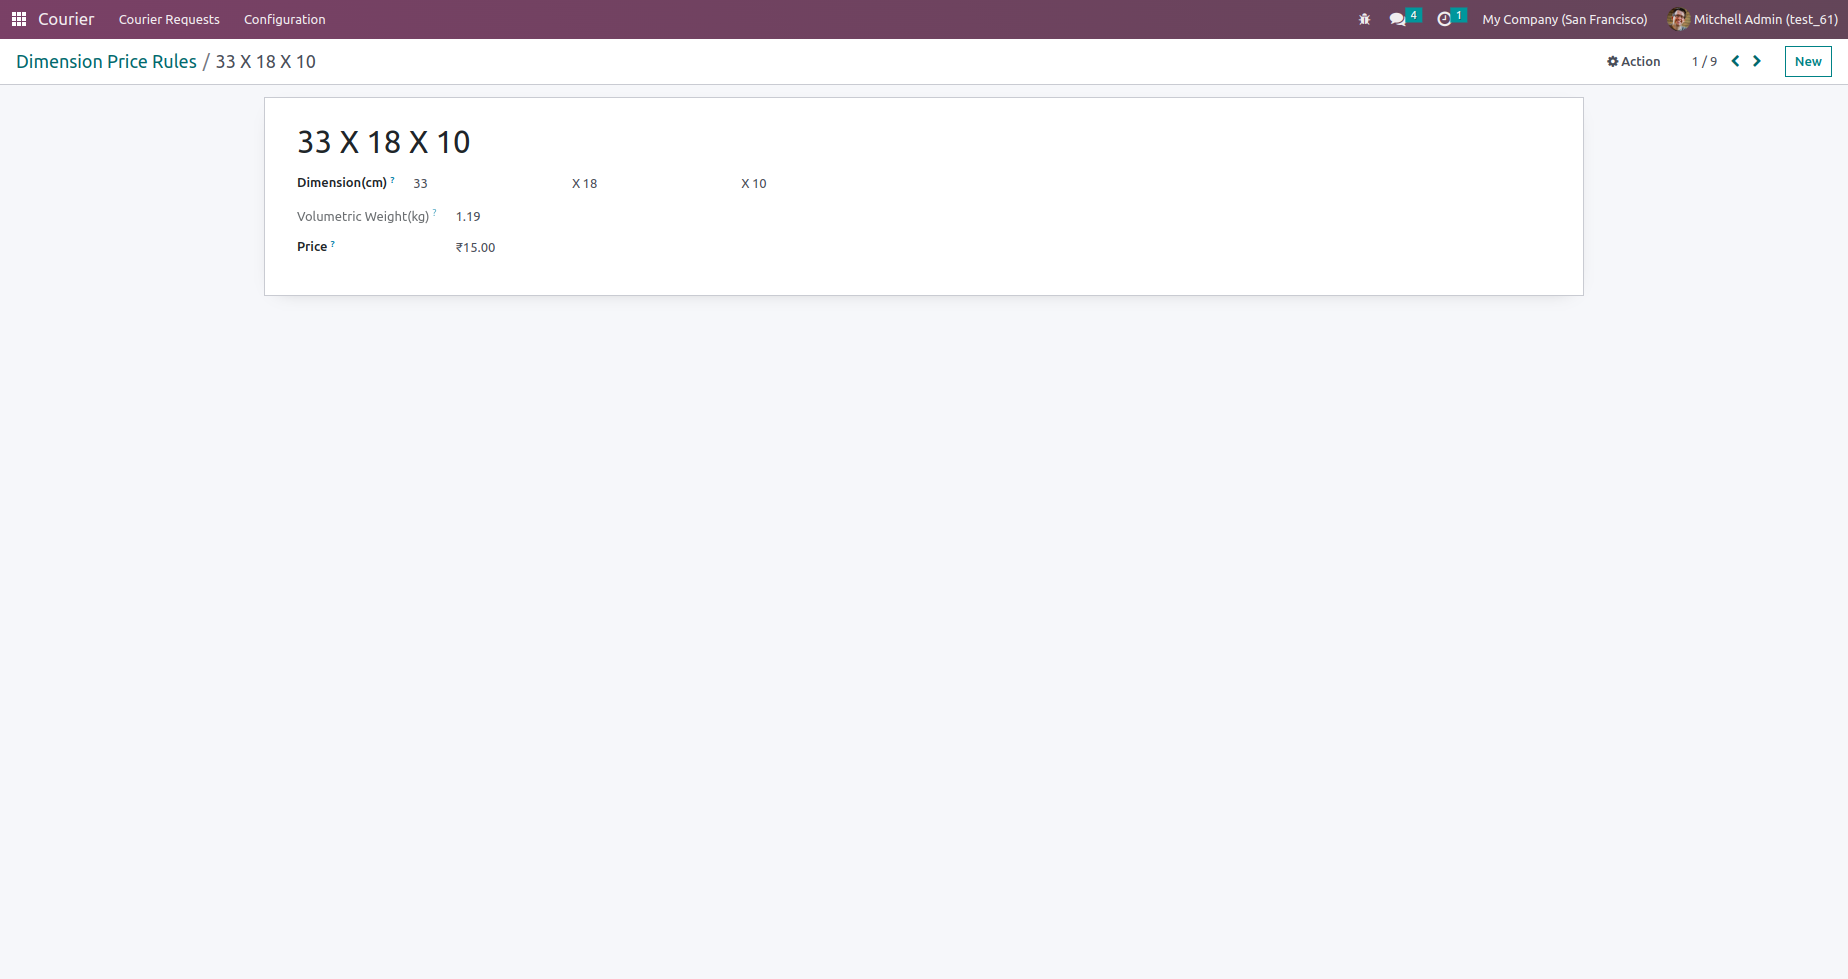 Courier Courier Requests Configuration 4 1 My Company (San Francisco) Mitchell Admin (test_61)
Dimension Price Rules / 33 X 18 X 10 Action 1 / 9 New
33 X 18 X 10
Dimension(cm) ? 33 X 18 X 10
Volumetric Weight(kg) ? 1.19
Price ? ₹15.00